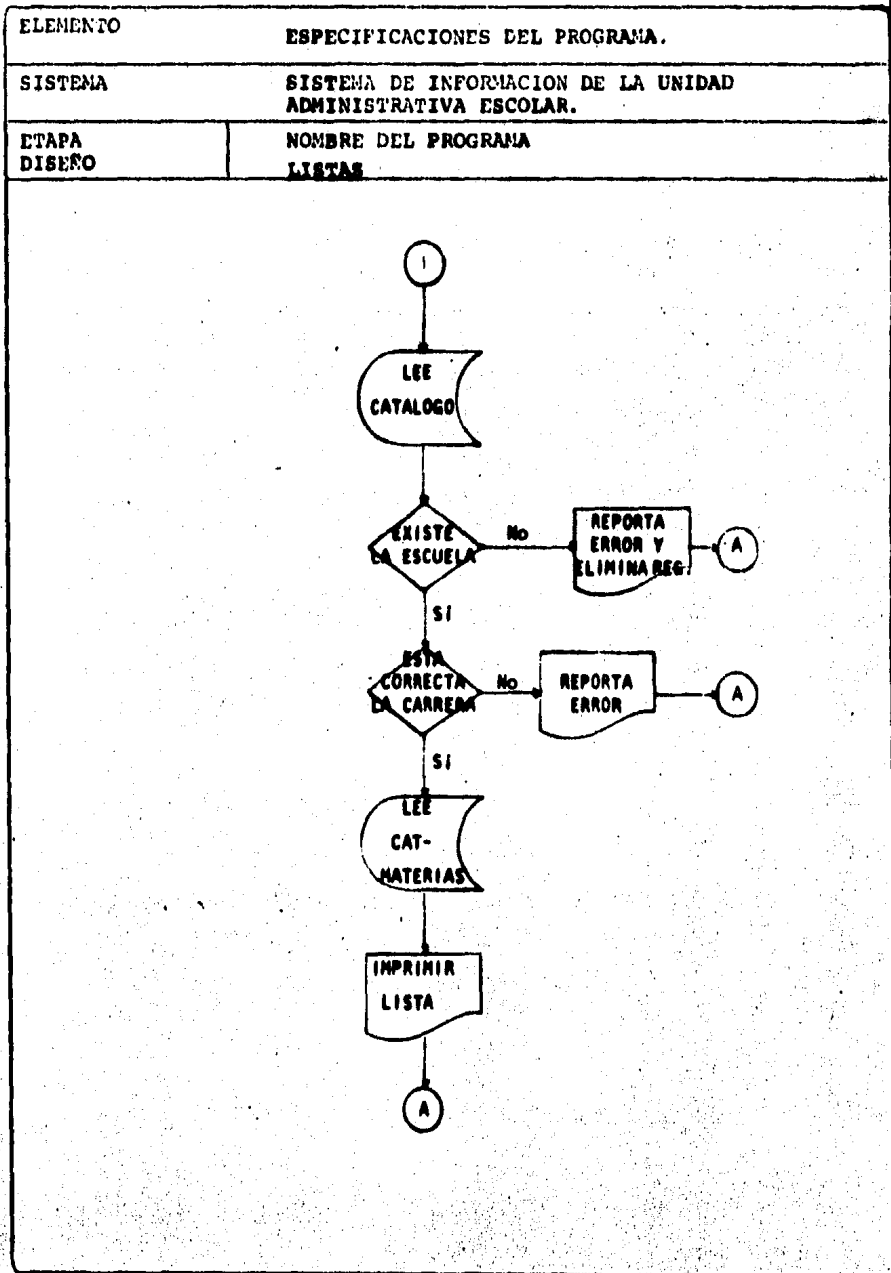 ELEMENTO
ESPECIFICACIONES DEL PROGRAMA.
SISTEMA
SISTEMA DE INFORMACION DE LA UNIDAD
ADMINISTRATIVA ESCOLAR.
ETAPA
DISEÑO
NOMBRE DEL PROGRAMA
LISTAS
1
LEE
CATALOGO
EXISTE
LA ESCUELA
No
REPORTA
ERROR Y
ELIMINA REG.
A
Sí
ESTA
CORRECTA
LA CARRERA
No
REPORTA
ERROR
A
Sí
LEE
CAT-
MATERIAS
IMPRIMIR
LISTA
A